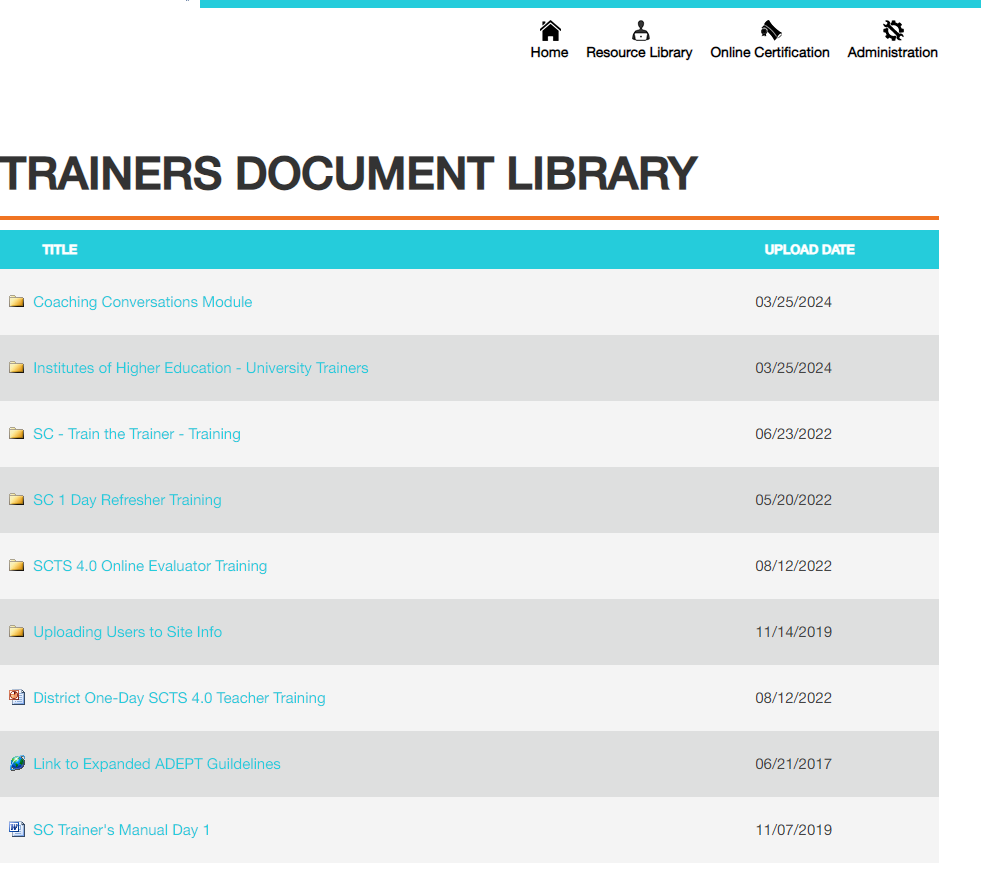 Home Resource Library Online Certification Administration
TRAINERS DOCUMENT LIBRARY
TITLE UPLOAD DATE
Coaching Conversations Module 03/25/2024
Institutes of Higher Education - University Trainers 03/25/2024
SC - Train the Trainer - Training 06/23/2022
SC 1 Day Refresher Training 05/20/2022
SCTS 4.0 Online Evaluator Training 08/12/2022
Uploading Users to Site Info 11/14/2019
District One-Day SCTS 4.0 Teacher Training 08/12/2022
Link to Expanded ADEPT Guildelines 06/21/2017
SC Trainer's Manual Day 1 11/07/2019